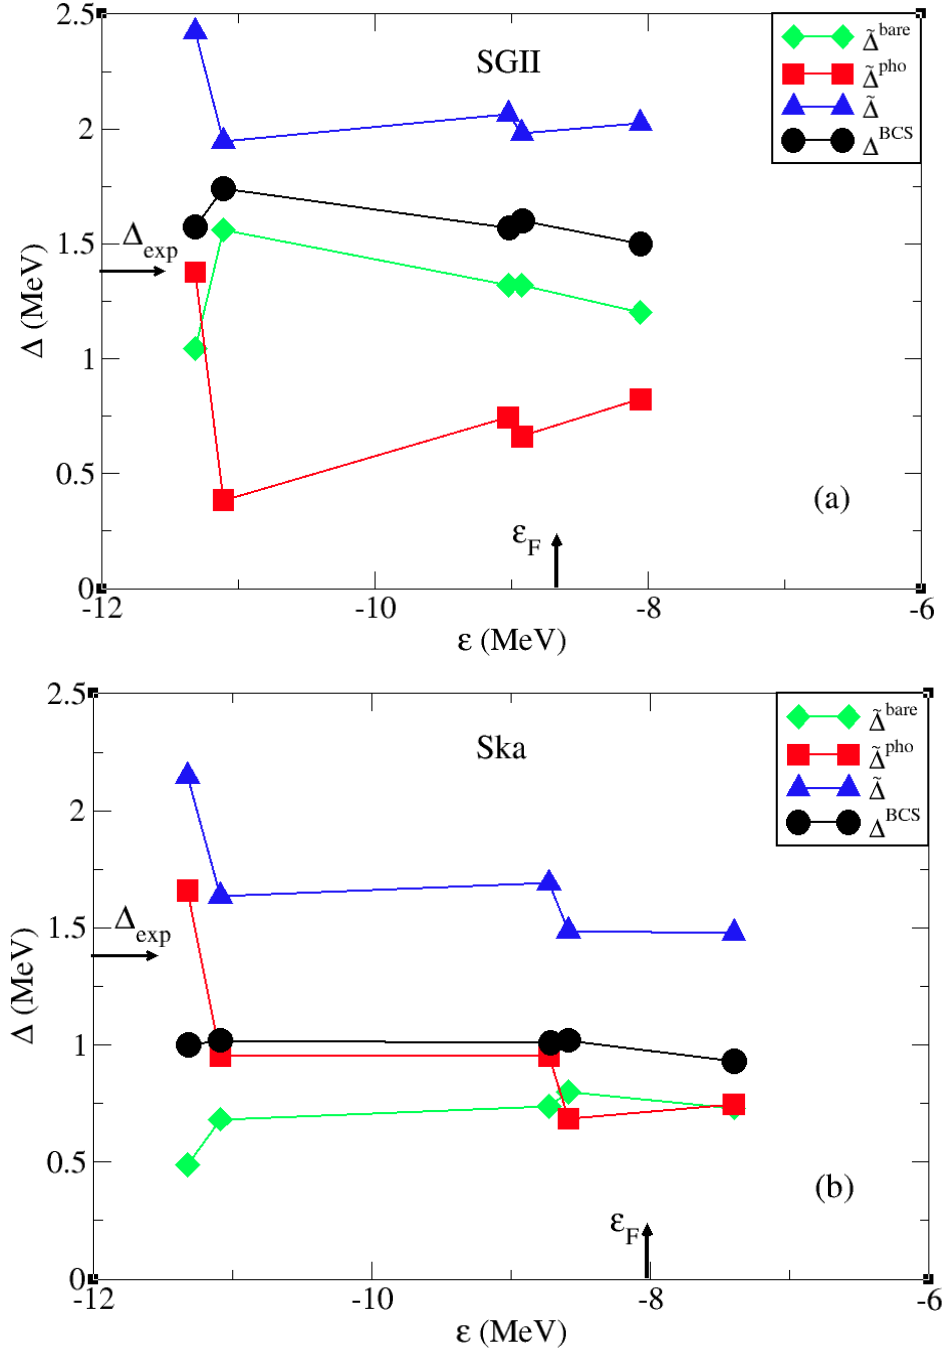 2.5
2
1.5
1
0.5
0
Δ (MeV)
SGII
Δ̃^bare
Δ̃^pho
Δ̃
Δ^BCS
Δ_exp
(a)
ε_F
-12
-10
-8
-6
ε (MeV)
2.5
2
1.5
1
0.5
0
Δ (MeV)
Ska
Δ̃^bare
Δ̃^pho
Δ̃
Δ^BCS
Δ_exp
(b)
ε_F
-12
-10
-8
-6
ε (MeV)